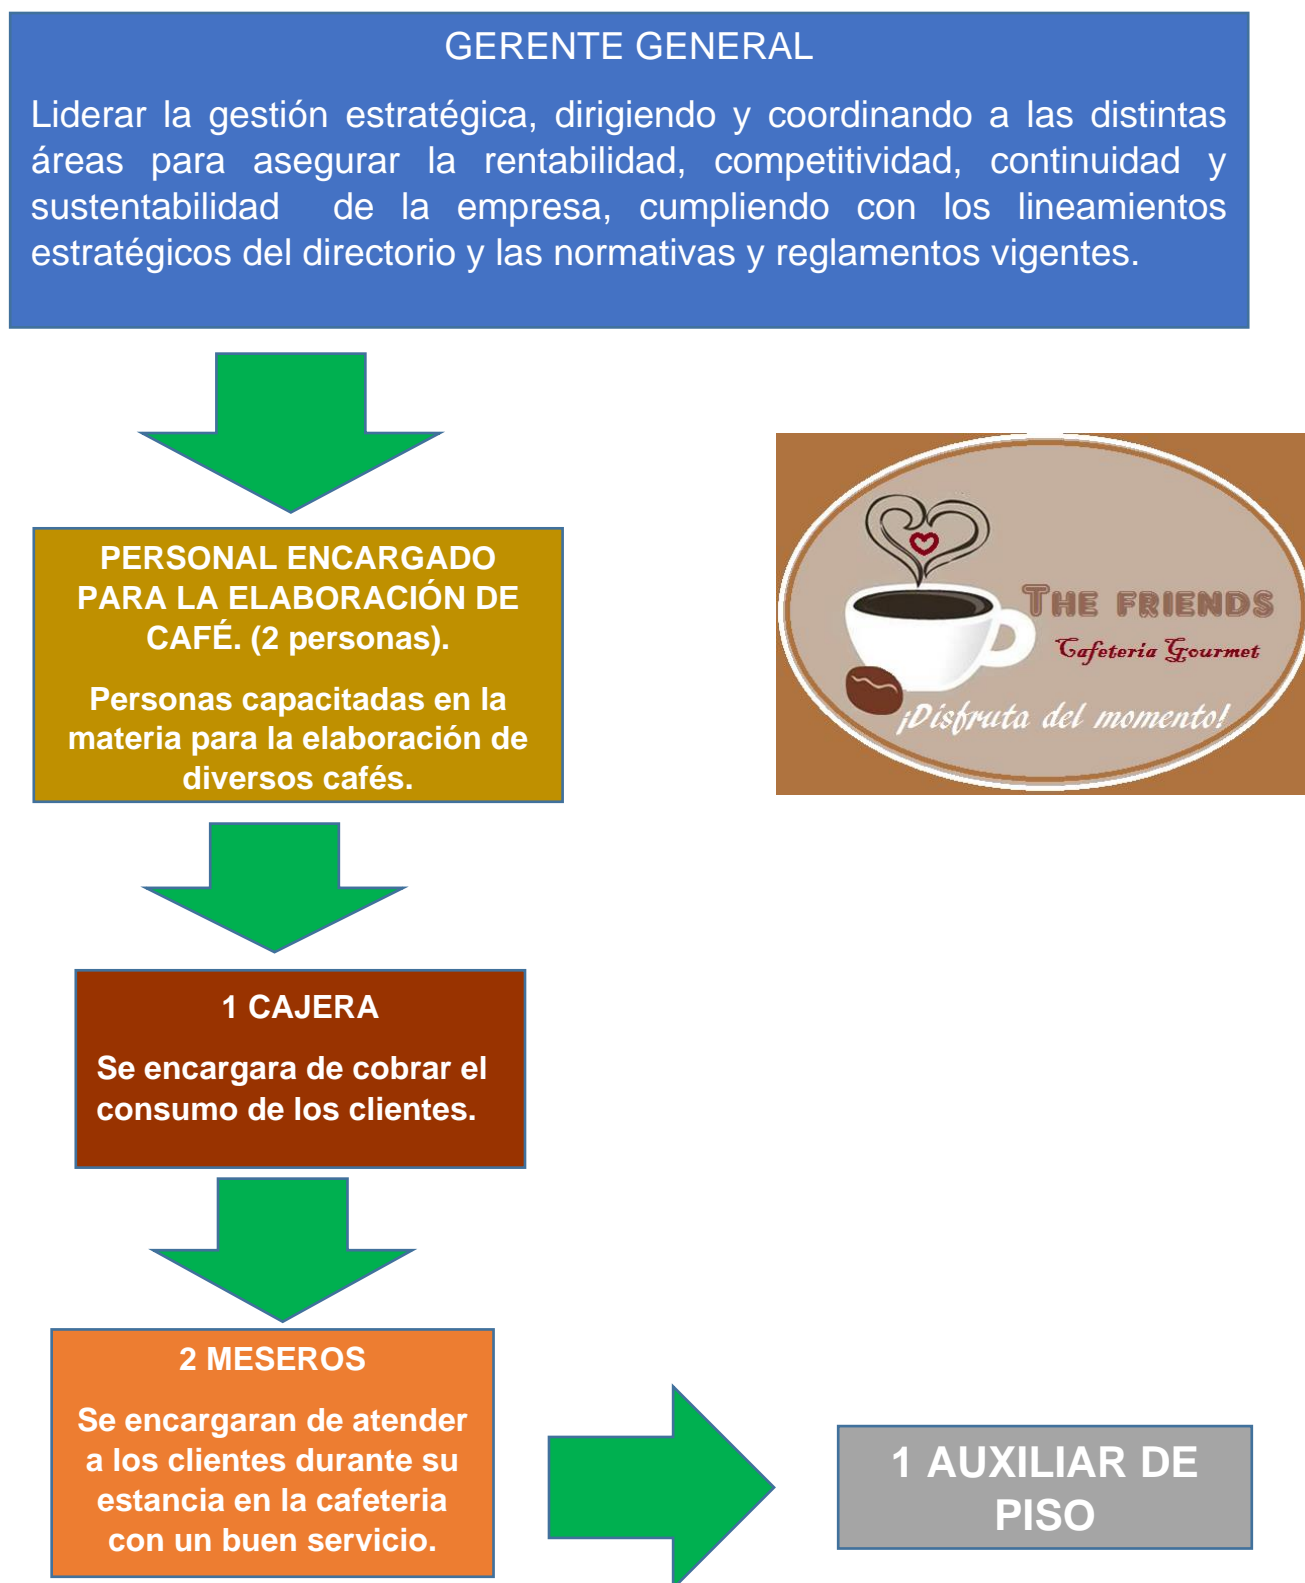 GERENTE GENERAL
Liderar la gestión estratégica, dirigiendo y coordinando a las distintas
áreas para asegurar la rentabilidad, competitividad, continuidad y
sustentabilidad de la empresa, cumpliendo con los lineamientos
estratégicos del directorio y las normativas y reglamentos vigentes.
PERSONAL ENCARGADO
PARA LA ELABORACIÓN DE
CAFÉ. (2 personas).
Personas capacitadas en la
materia para la elaboración de
diversos cafés.
THE FRIENDS
Cafeteria Gourmet
¡Disfruta del momento!
1 CAJERA
Se encargara de cobrar el
consumo de los clientes.
2 MESEROS
Se encargaran de atender
a los clientes durante su
estancia en la cafeteria
con un buen servicio.
1 AUXILIAR DE
PISO